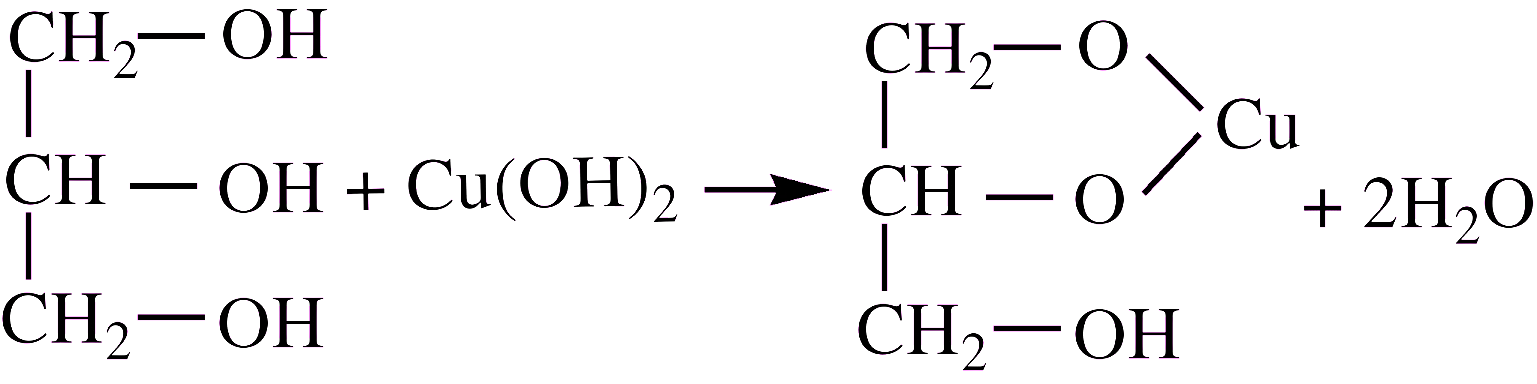 CH₂—OH CH₂—O
CH—OH + Cu(OH)₂ → CH—O Cu + 2H₂O
CH₂—OH CH₂—OH